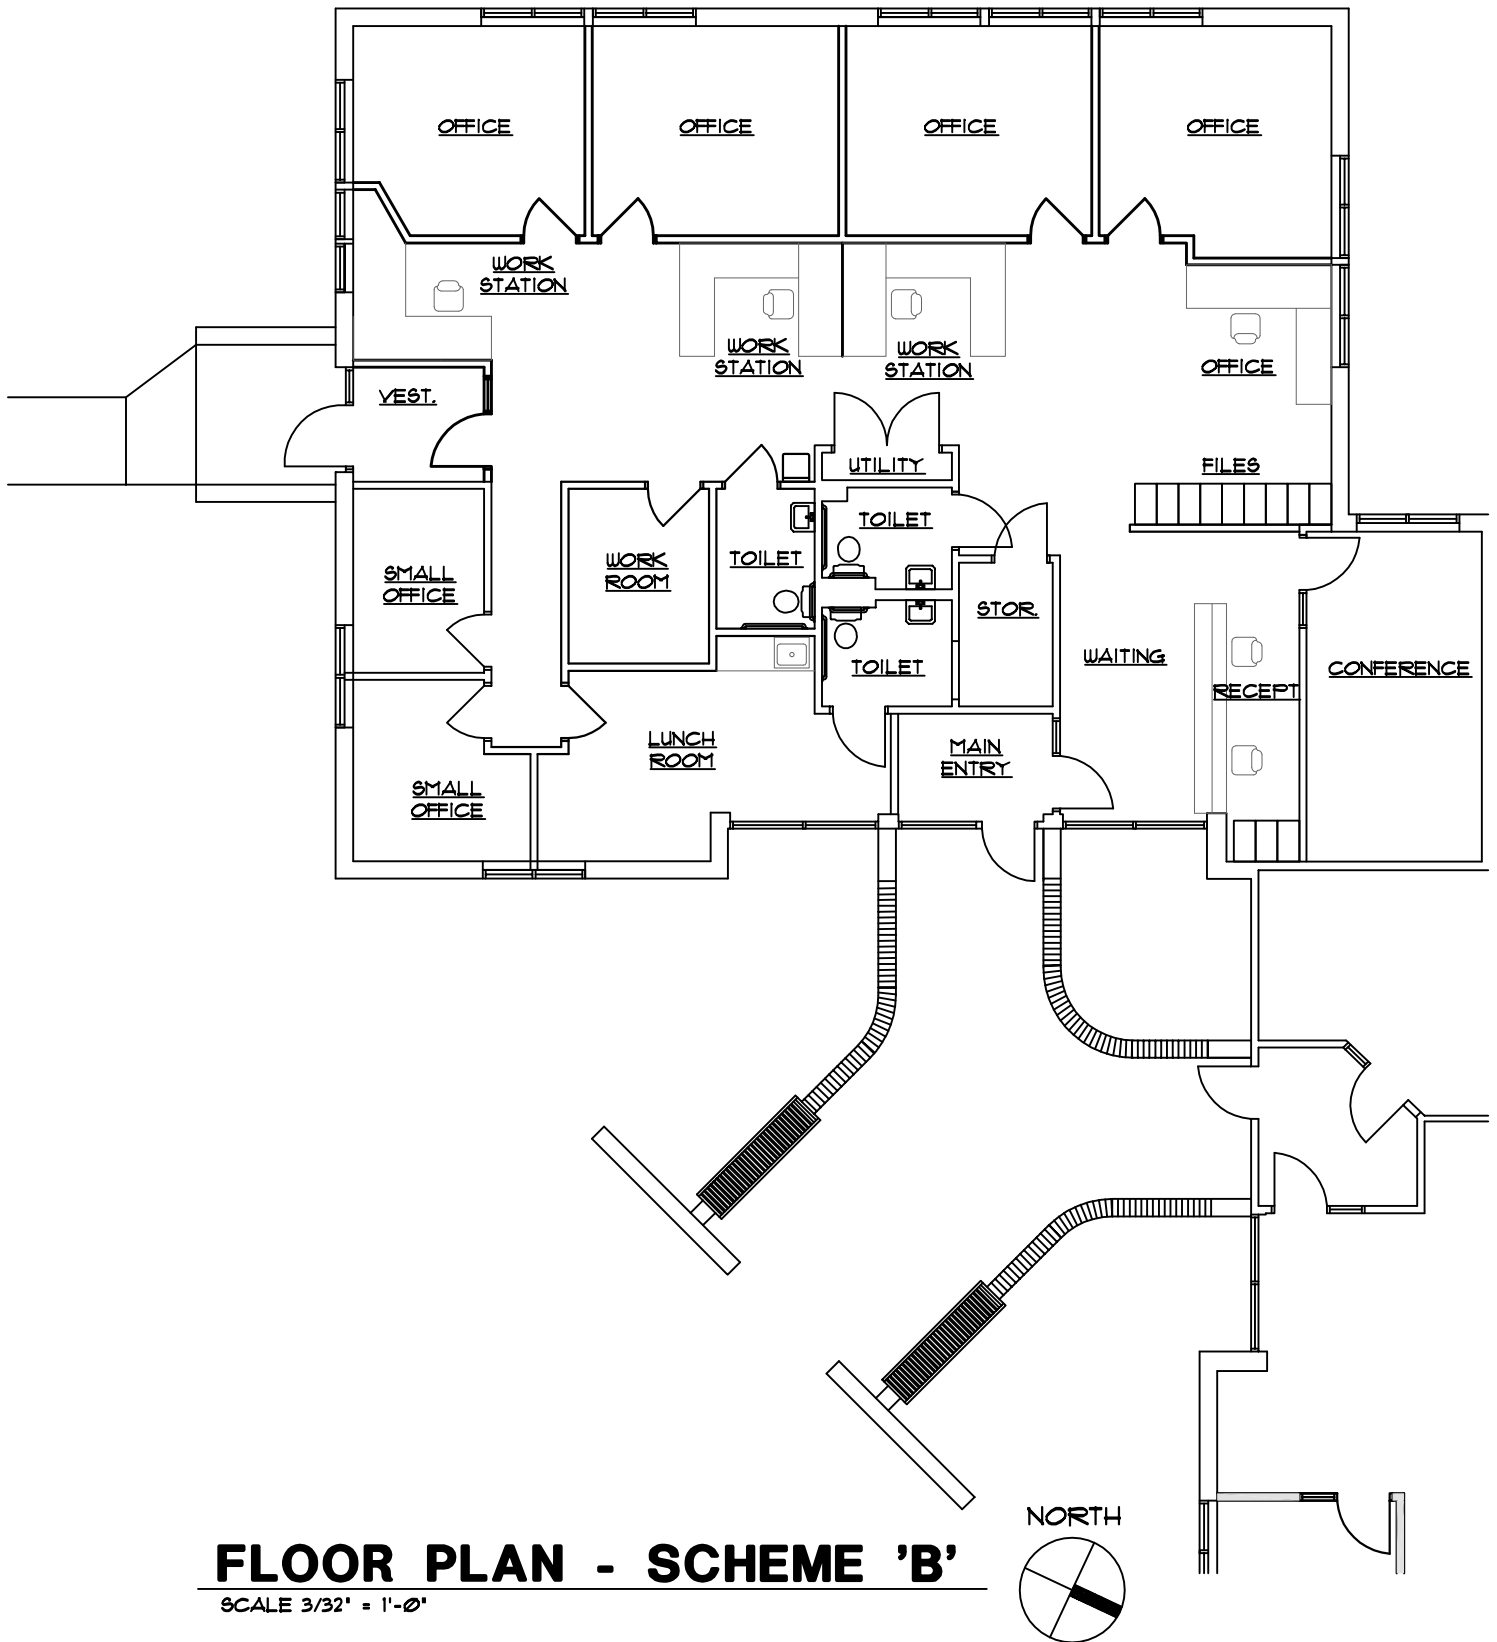 OFFICE
OFFICE
OFFICE
OFFICE
WORK
STATION
WORK
STATION
WORK
STATION
OFFICE
VEST.
UTILITY
FILES
TOILET
TOILET
WORK
ROOM
SMALL
OFFICE
STOR.
WAITING
TOILET
CONFERENCE
RECEPT
LUNCH
ROOM
MAIN
ENTRY
SMALL
OFFICE
NORTH
FLOOR PLAN - SCHEME 'B'
SCALE 3/32" = 1'-0"